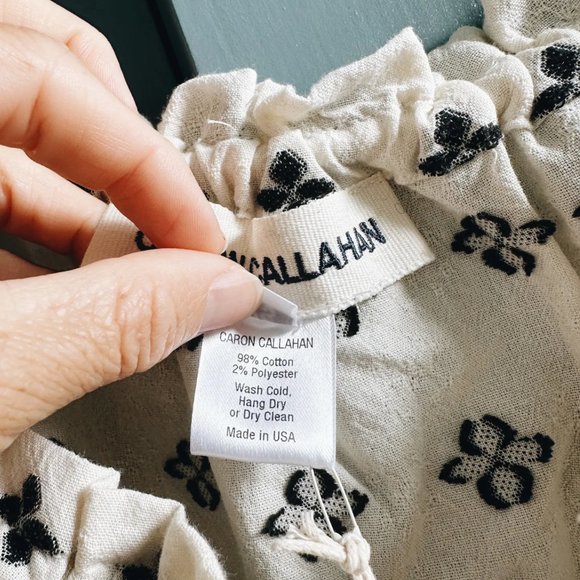 CALLAHAN
CARON CALLAHAN
98% Cotton
2% Polyester
Wash Cold,
Hang Dry
or Dry Clean
Made in USA